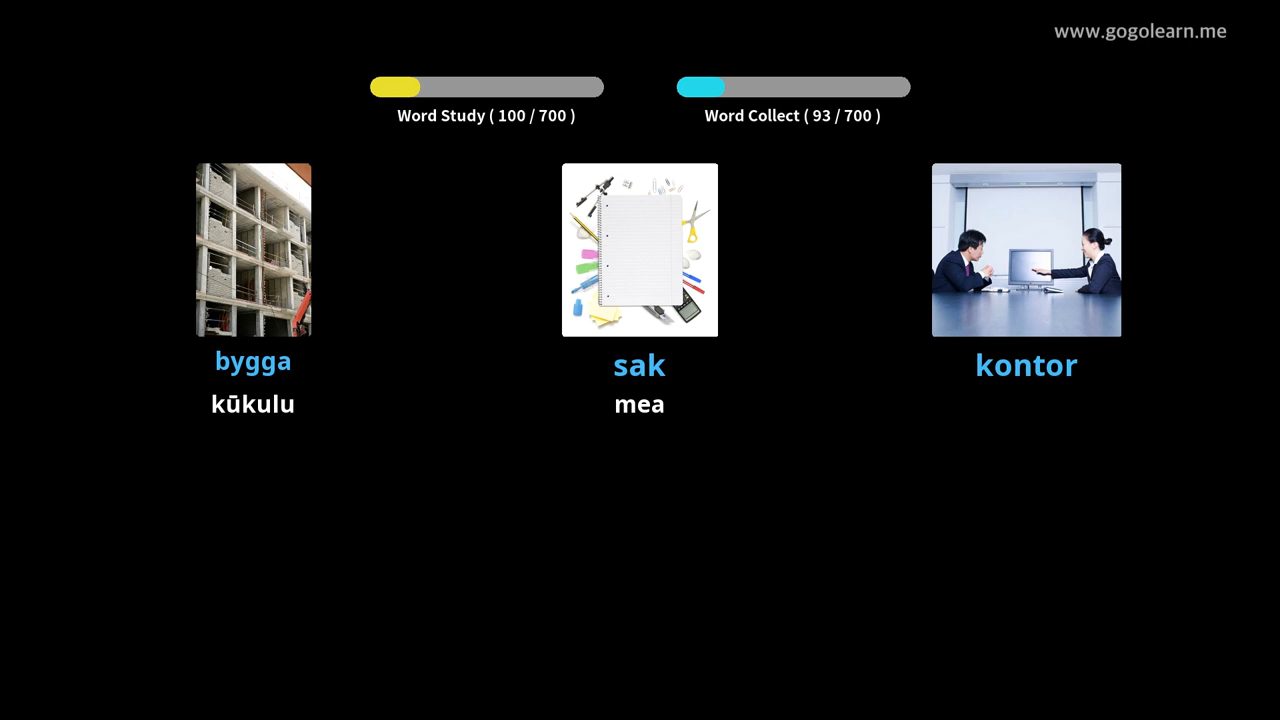 www.gogolearn.me
Word Study ( 100 / 700 )
Word Collect ( 93 / 700 )
bygga
sak
kontor
kūkulu
mea